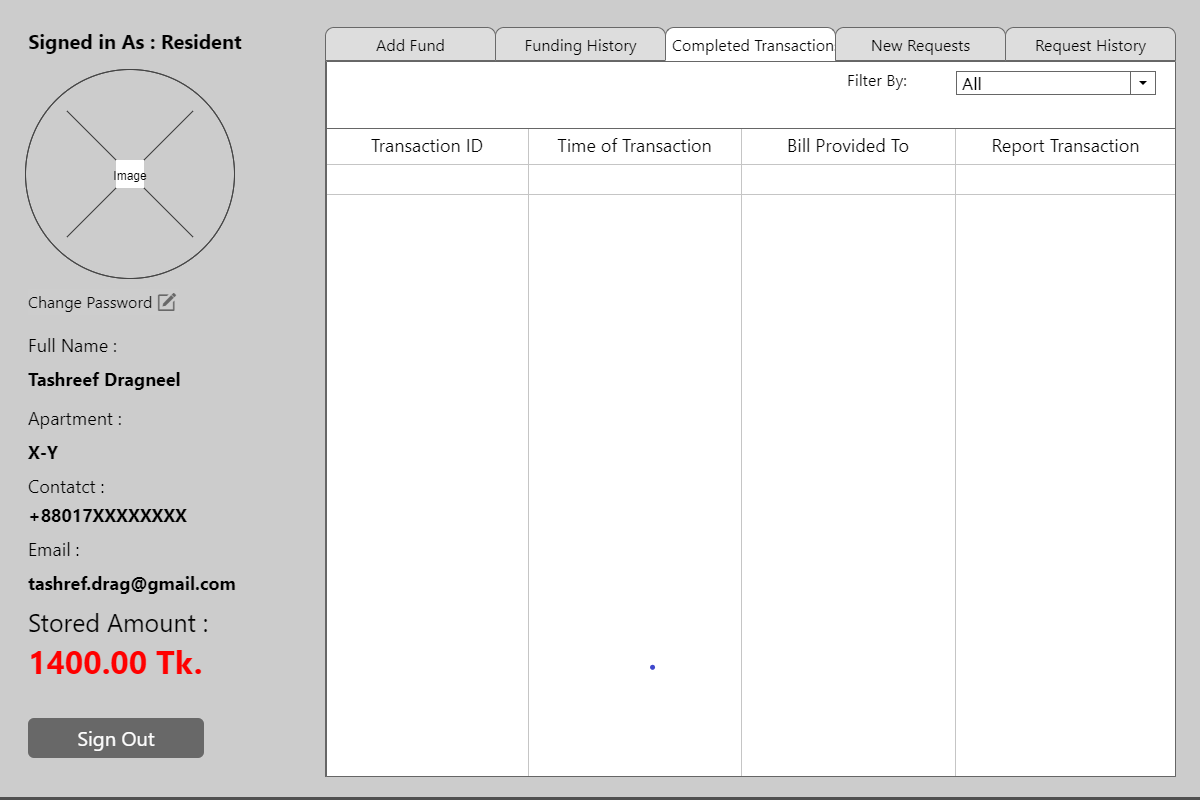 Signed in As : Resident
Image
Change Password
Full Name :
Tashreef Dragneel
Apartment :
X-Y
Contatct :
+88017XXXXXXXX
Email :
tashref.drag@gmail.com
Stored Amount :
1400.00 Tk.
Sign Out
Add Fund
Funding History
Completed Transaction
New Requests
Request History
Filter By:
All
Transaction ID
Time of Transaction
Bill Provided To
Report Transaction